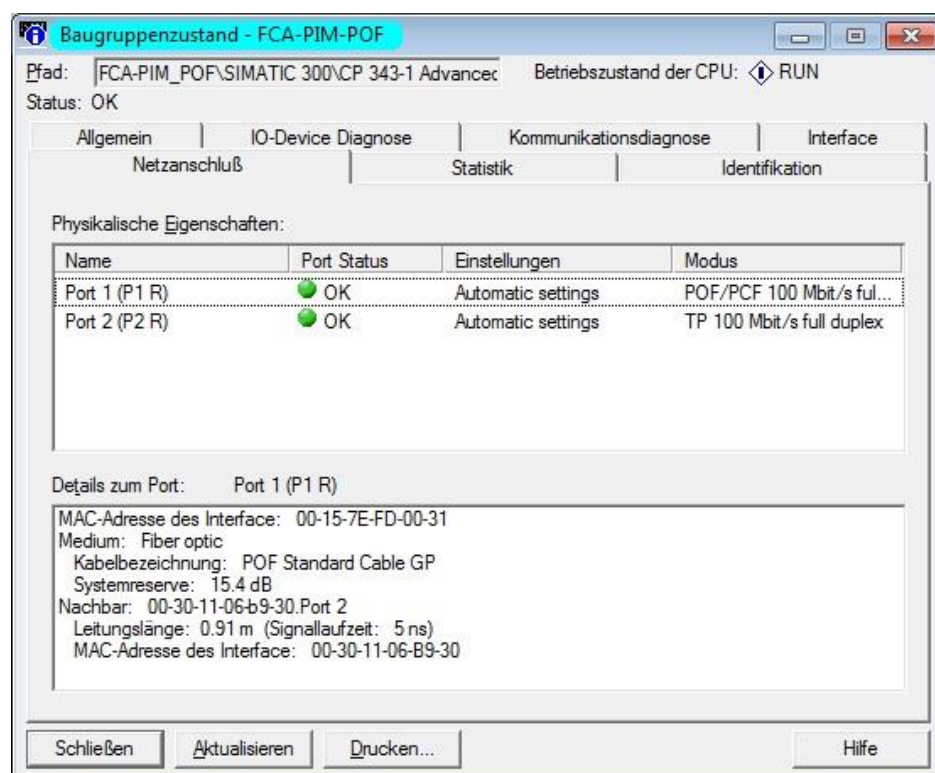 Baugruppenzustand - FCA-PIM-POF
Pfad: FCA-PIM_POF\SIMATIC 300\CP 343-1 Advanced Betriebszustand der CPU: RUN
Status: OK
Allgemein IO-Device Diagnose Kommunikationsdiagnose Interface
Netzanschluß Statistik Identifikation
Physikalische Eigenschaften:
Name Port Status Einstellungen Modus
Port 1 (P1 R) OK Automatic settings POF/PCF 100 Mbit/s ful...
Port 2 (P2 R) OK Automatic settings TP 100 Mbit/s full duplex
Details zum Port: Port 1 (P1 R)
MAC-Adresse des Interface: 00-15-7E-FD-00-31
Medium: Fiber optic
Kabelbezeichnung: POF Standard Cable GP
Systemreserve: 15.4 dB
Nachbar: 00-30-11-06-b9-30.Port 2
Leitungslänge: 0.91 m (Signallaufzeit: 5 ns)
MAC-Adresse des Interface: 00-30-11-06-B9-30
Schließen Aktualisieren Drucken... Hilfe